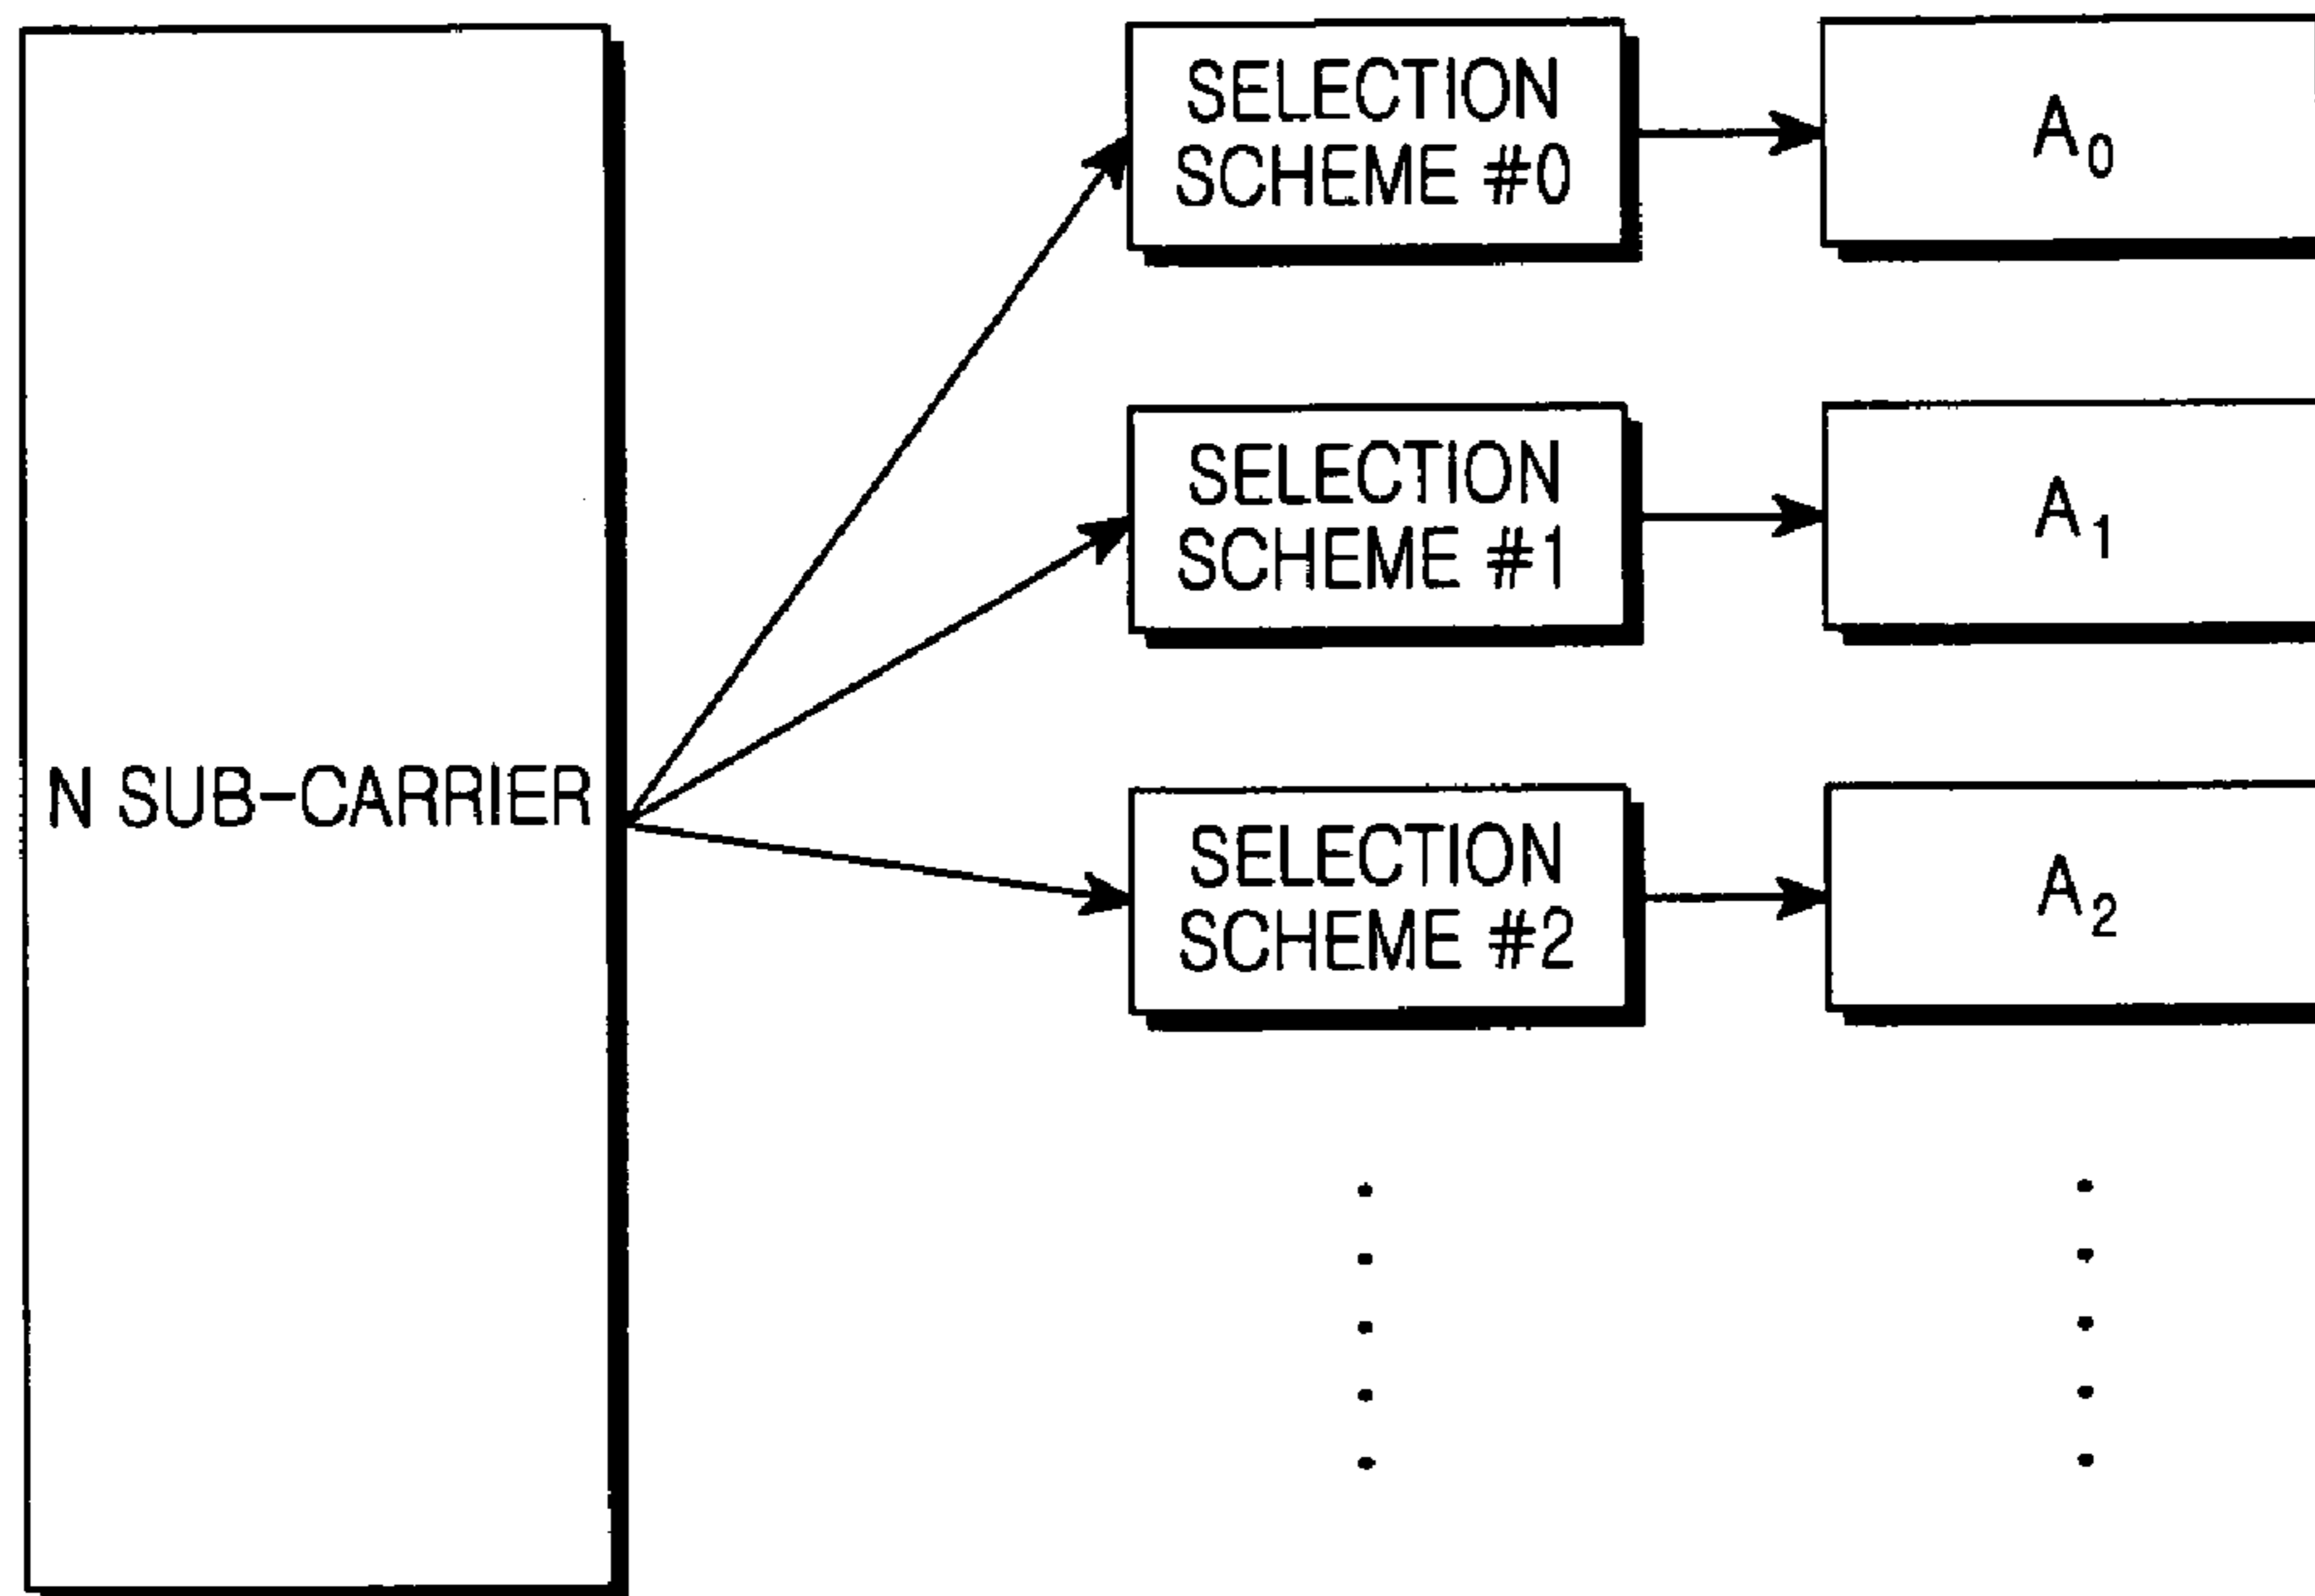 SELECTION
SCHEME #0
A₀
SELECTION
SCHEME #1
A₁
N SUB-CARRIER
SELECTION
SCHEME #2
A₂